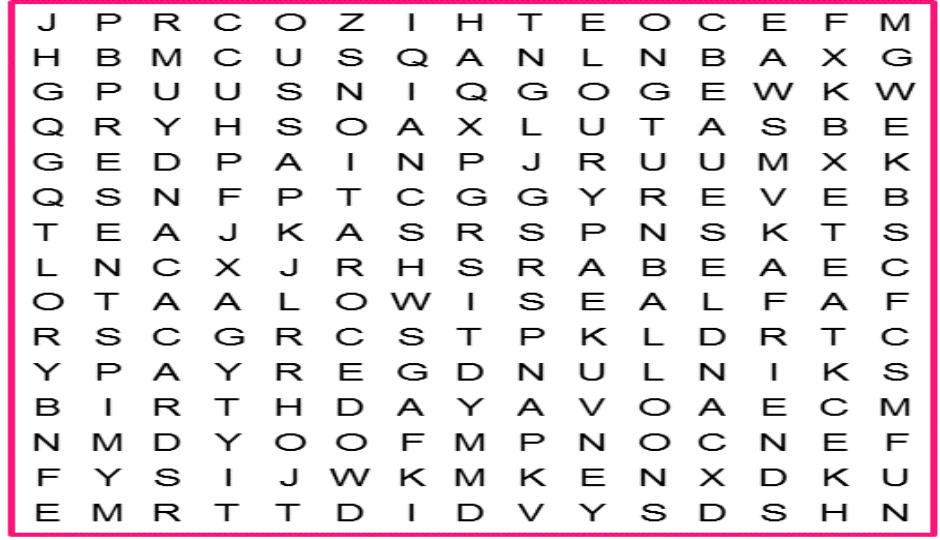 J P R C O Z I H T E O C E F M
H B M C U S Q A N L N B A X G
G P U U S N I Q G O G E W K W
Q R Y H S O A X L U T A S B E
G E D P A I N P J R U U M X K
Q S N F P T C G G Y R E V E B
T E A J K A S R S P N S K T S
L N C X J R H S R A B E A E C
O T A A L O W I S E A L F A F
R S C G R C S T P K L D R T C
Y P A Y R E G D N U L N I K S
B I R T H D A Y A V O A E C M
N M D Y O O F M P N O C N E F
F Y S I J W K M K E N X D K U
E M R T T D I D V Y S D S H N